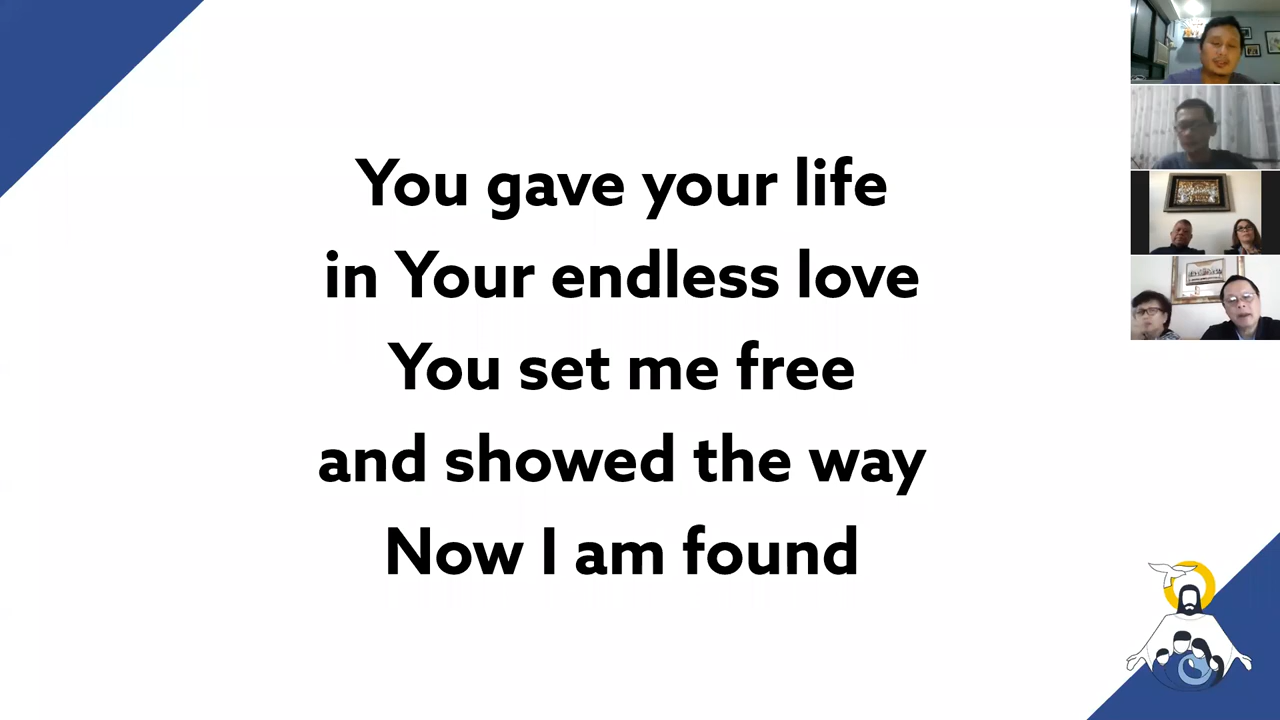 You gave your life
in Your endless love
You set me free
and showed the way
Now I am found